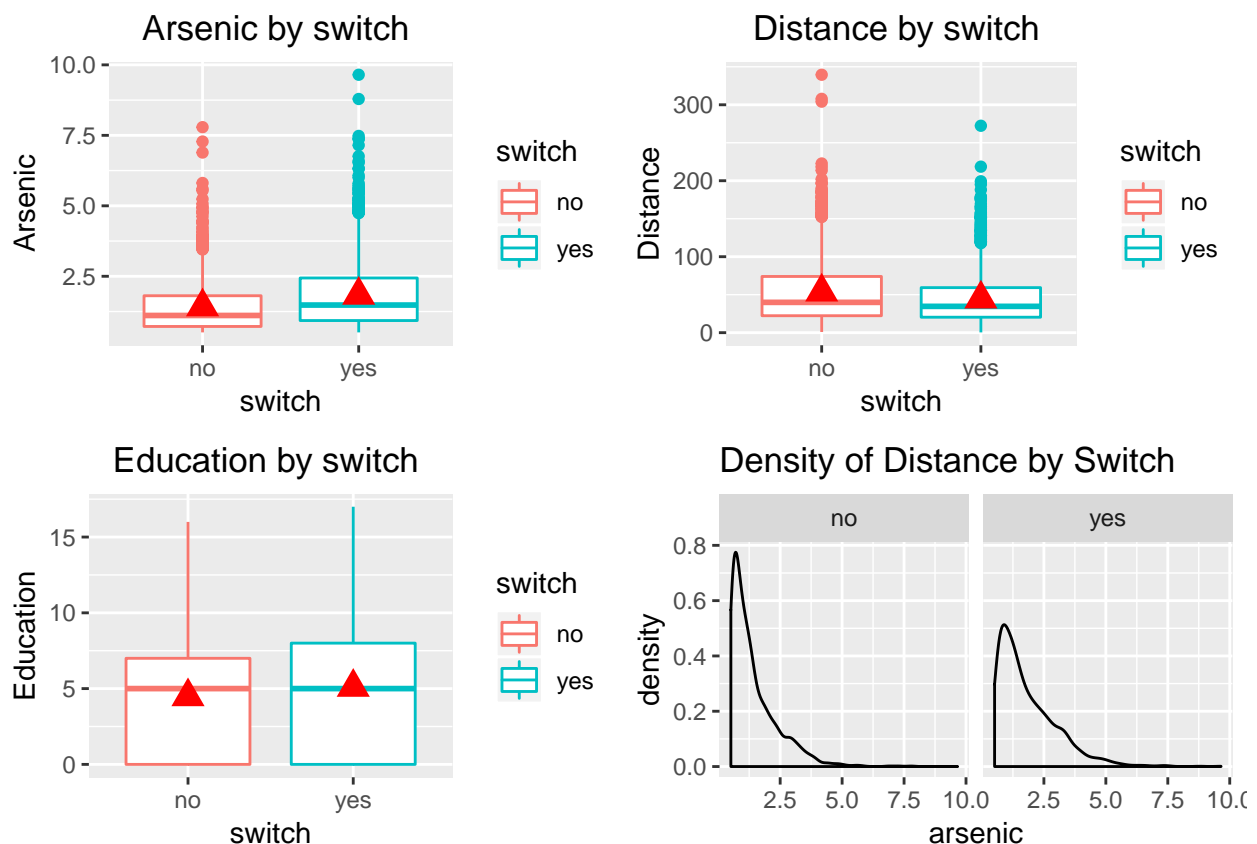 Arsenic by switch
10.0
7.5
5.0
2.5
Arsenic
no
yes
switch
switch
no
yes
Distance by switch
300
200
100
0
Distance
no
yes
switch
switch
no
yes
Education by switch
15
10
5
0
Education
no
yes
switch
switch
no
yes
Density of Distance by Switch
no
yes
0.8
0.6
0.4
0.2
0.0
density
2.5 5.0 7.5 10.0
2.5 5.0 7.5 10.0
arsenic